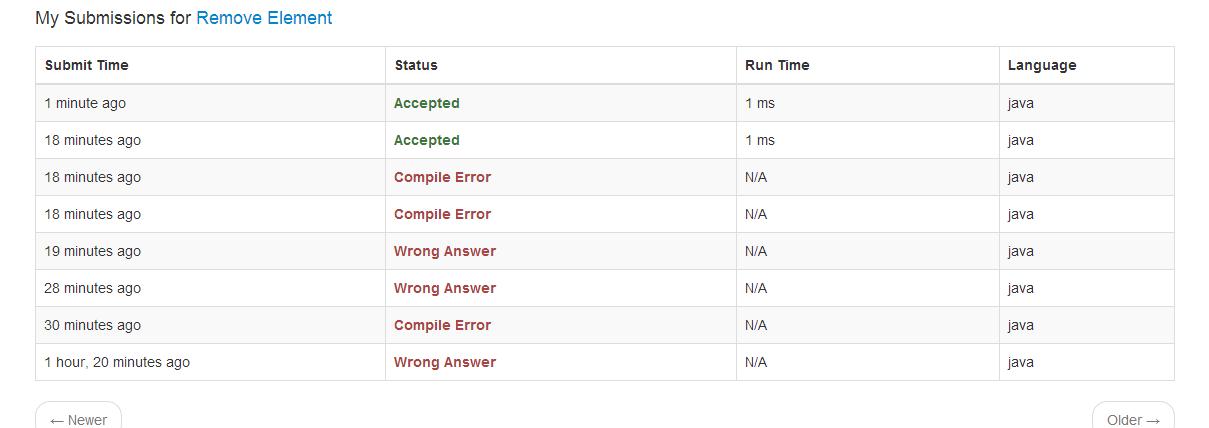 My Submissions for Remove Element
Submit Time Status Run Time Language
1 minute ago Accepted 1 ms java
18 minutes ago Accepted 1 ms java
18 minutes ago Compile Error N/A java
18 minutes ago Compile Error N/A java
19 minutes ago Wrong Answer N/A java
28 minutes ago Wrong Answer N/A java
30 minutes ago Compile Error N/A java
1 hour, 20 minutes ago Wrong Answer N/A java
← Newer Older →